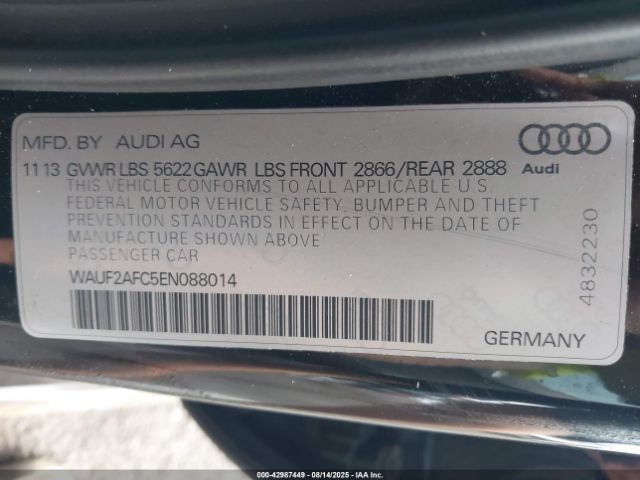 MFD. BY AUDI AG
11 13 GVWR LBS 5622 GAWR LBS FRONT 2866/REAR 2888
Audi
THIS VEHICLE CONFORMS TO ALL APPLICABLE U.S.
FEDERAL MOTOR VEHICLE SAFETY, BUMPER AND THEFT
PREVENTION STANDARDS IN EFFECT ON THE DATE OF
MANUFACTURE SHOWN ABOVE
PASSENGER CAR
WAUF2AFC5EN088014
4832230
GERMANY
000-42987449 - 08/14/2025 - IAA Inc.